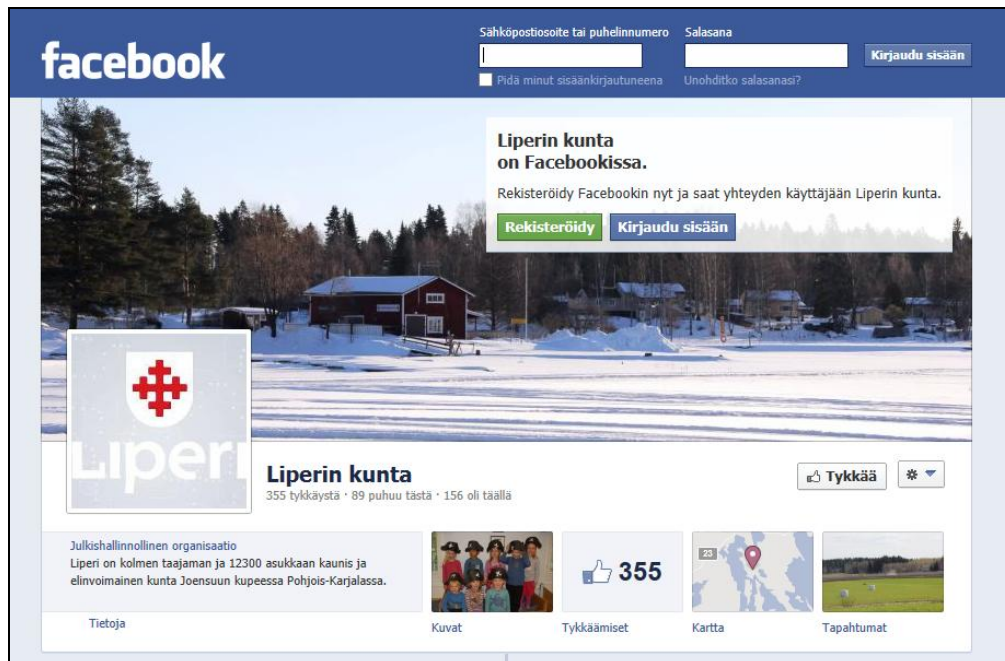 facebook
Sähköpostiosoite tai puhelinnumero
Salasana
Kirjaudu sisään
Pidä minut sisäänkirjautuneena
Unohditko salasanasi?
Liperin kunta
on Facebookissa.
Rekisteröidy Facebookin nyt ja saat yhteyden käyttäjään Liperin kunta.
Rekisteröidy
Kirjaudu sisään
Liperi
Liperin kunta
355 tykkäystä · 89 puhuu tästä · 156 oli täällä
Tykkää
Julkishallinnollinen organisaatio
Liperi on kolmen taajaman ja 12300 asukkaan kaunis ja
elinvoimainen kunta Joensuun kupeessa Pohjois-Karjalassa.
355
23
Tietoja
Kuvat
Tykkäämiset
Kartta
Tapahtumat